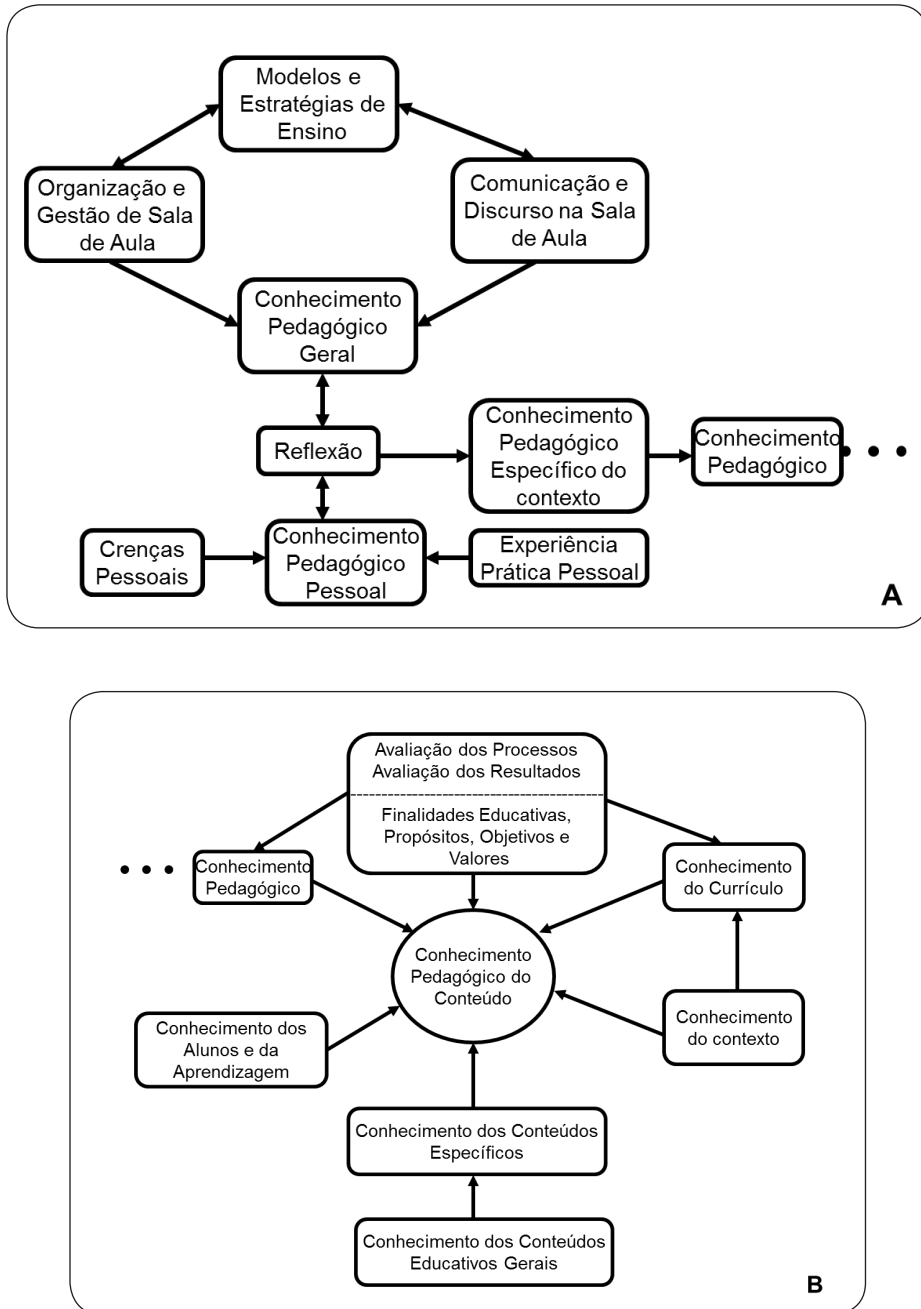 Modelos e
Estratégias de
Ensino
Organização e
Gestão de Sala
de Aula
Comunicação e
Discurso na Sala
de Aula
Conhecimento
Pedagógico
Geral
Reflexão
Conhecimento
Pedagógico
Específico do
contexto
Conhecimento
Pedagógico
• • •
Crenças
Pessoais
Conhecimento
Pedagógico
Pessoal
Experiência
Prática Pessoal
A
Avaliação dos Processos
Avaliação dos Resultados
Finalidades Educativas,
Propósitos, Objetivos e
Valores
• • •
Conhecimento
Pedagógico
Conhecimento
do Currículo
Conhecimento
Pedagógico do
Conteúdo
Conhecimento dos
Alunos e da
Aprendizagem
Conhecimento
do contexto
Conhecimento dos Conteúdos
Específicos
Conhecimento dos Conteúdos
Educativos Gerais
B